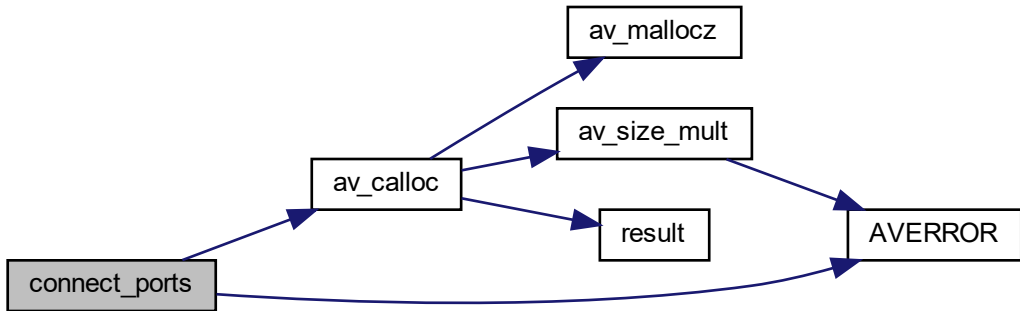 av_mallocz
av_size_mult
av_calloc
result
AVERROR
connect_ports